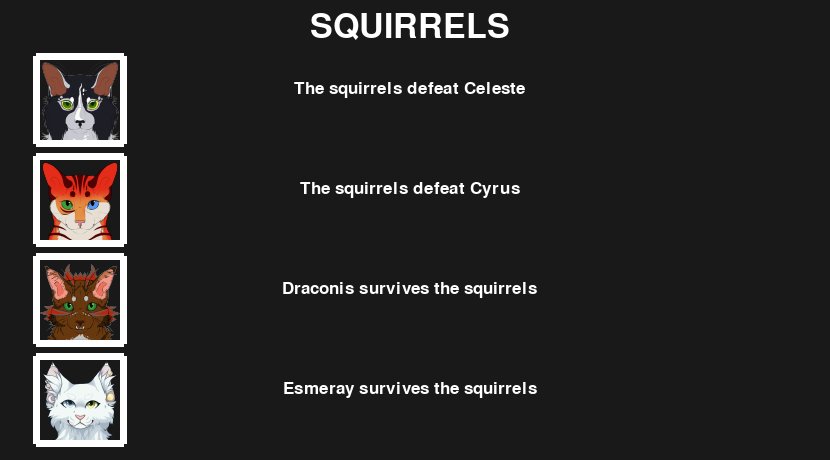 SQUIRRELS
The squirrels defeat Celeste
The squirrels defeat Cyrus
Draconis survives the squirrels
Esmeray survives the squirrels